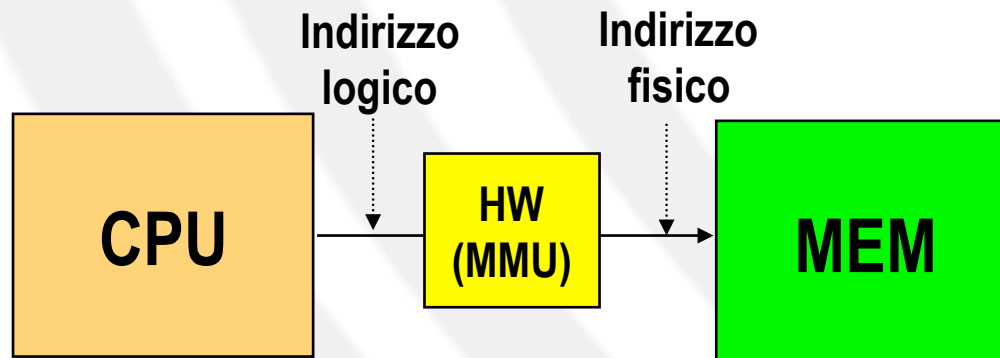 Indirizzo
logico
Indirizzo
fisico
CPU
HW
(MMU)
MEM